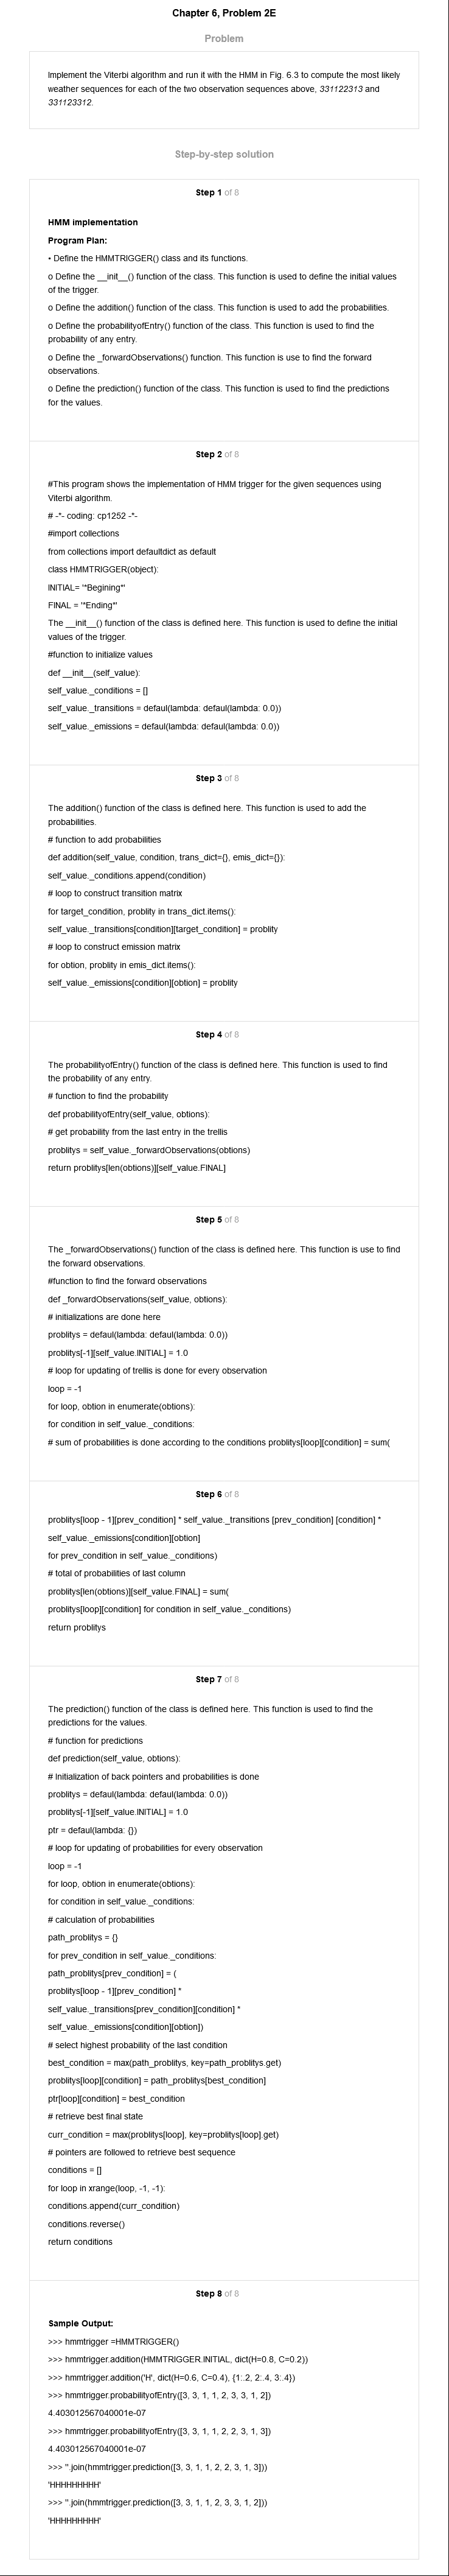 Chapter 6, Problem 2E
Problem
Implement the Viterbi algorithm and run it with the HMM in Fig. 6.3 to compute the most likely
weather sequences for each of the two observation sequences above, 331122313 and
331123312.
Step-by-step solution
Step 1 of 8
HMM implementation
Program Plan:
• Define the HMMTRIGGER() class and its functions.
o Define the __init__() function of the class. This function is used to define the initial values
of the trigger.
o Define the addition() function of the class. This function is used to add the probabilities.
o Define the probabilityofEntry() function of the class. This function is used to find the
probability of any entry.
o Define the _forwardObservations() function. This function is use to find the forward
observations.
o Define the prediction() function of the class. This function is used to find the predictions
for the values.
Step 2 of 8
#This program shows the implementation of HMM trigger for the given sequences using
Viterbi algorithm.
# -*- coding: cp1252 -*-
#import collections
from collections import defaultdict as default
class HMMTRIGGER(object):
INITIAL= '*Begining*'
FINAL = '*Ending*'
The __init__() function of the class is defined here. This function is used to define the initial
values of the trigger.
#function to initialize values
def __init__(self_value):
self_value._conditions = []
self_value._transitions = defaul(lambda: defaul(lambda: 0.0))
self_value._emissions = defaul(lambda: defaul(lambda: 0.0))
Step 3 of 8
The addition() function of the class is defined here. This function is used to add the
probabilities.
# function to add probabilities
def addition(self_value, condition, trans_dict={}, emis_dict={}):
self_value._conditions.append(condition)
# loop to construct transition matrix
for target_condition, problity in trans_dict.items():
self_value._transitions[condition][target_condition] = problity
# loop to construct emission matrix
for obtion, problity in emis_dict.items():
self_value._emissions[condition][obtion] = problity
Step 4 of 8
The probabilityofEntry() function of the class is defined here. This function is used to find
the probability of any entry.
# function to find the probability
def probabilityofEntry(self_value, obtions):
# get probability from the last entry in the trellis
problitys = self_value._forwardObservations(obtions)
return problitys[len(obtions)][self_value.FINAL]
Step 5 of 8
The _forwardObservations() function of the class is defined here. This function is use to find
the forward observations.
#function to find the forward observations
def _forwardObservations(self_value, obtions):
# initializations are done here
problitys = defaul(lambda: defaul(lambda: 0.0))
problitys[-1][self_value.INITIAL] = 1.0
# loop for updating of trellis is done for every observation
loop = -1
for loop, obtion in enumerate(obtions):
for condition in self_value._conditions:
# sum of probabilities is done according to the conditions problitys[loop][condition] = sum(
Step 6 of 8
problitys[loop - 1][prev_condition] * self_value._transitions [prev_condition] [condition] *
self_value._emissions[condition][obtion]
for prev_condition in self_value._conditions)
# total of probabilities of last column
problitys[len(obtions)][self_value.FINAL] = sum(
problitys[loop][condition] for condition in self_value._conditions)
return problitys
Step 7 of 8
The prediction() function of the class is defined here. This function is used to find the
predictions for the values.
# function for predictions
def prediction(self_value, obtions):
# Initialization of back pointers and probabilities is done
problitys = defaul(lambda: defaul(lambda: 0.0))
problitys[-1][self_value.INITIAL] = 1.0
ptr = defaul(lambda: {})
# loop for updating of probabilities for every observation
loop = -1
for loop, obtion in enumerate(obtions):
for condition in self_value._conditions:
# calculation of probabilities
path_problitys = {}
for prev_condition in self_value._conditions:
path_problitys[prev_condition] = (
problitys[loop - 1][prev_condition] *
self_value._transitions[prev_condition][condition] *
self_value._emissions[condition][obtion])
# select highest probability of the last condition
best_condition = max(path_problitys, key=path_problitys.get)
problitys[loop][condition] = path_problitys[best_condition]
ptr[loop][condition] = best_condition
# retrieve best final state
curr_condition = max(problitys[loop], key=problitys[loop].get)
# pointers are followed to retrieve best sequence
conditions = []
for loop in xrange(loop, -1, -1):
conditions.append(curr_condition)
conditions.reverse()
return conditions
Step 8 of 8
Sample Output:
>>> hmmtrigger =HMMTRIGGER()
>>> hmmtrigger.addition(HMMTRIGGER.INITIAL, dict(H=0.8, C=0.2))
>>> hmmtrigger.addition('H', dict(H=0.6, C=0.4), {1:.2, 2:.4, 3:.4})
>>> hmmtrigger.probabilityofEntry([3, 3, 1, 1, 2, 3, 3, 1, 2])
4.403012567040001e-07
>>> hmmtrigger.probabilityofEntry([3, 3, 1, 1, 2, 2, 3, 1, 3])
4.403012567040001e-07
>>> ''.join(hmmtrigger.prediction([3, 3, 1, 1, 2, 2, 3, 1, 3]))
'HHHHHHHHH'
>>> ''.join(hmmtrigger.prediction([3, 3, 1, 1, 2, 3, 3, 1, 2]))
'HHHHHHHHH'